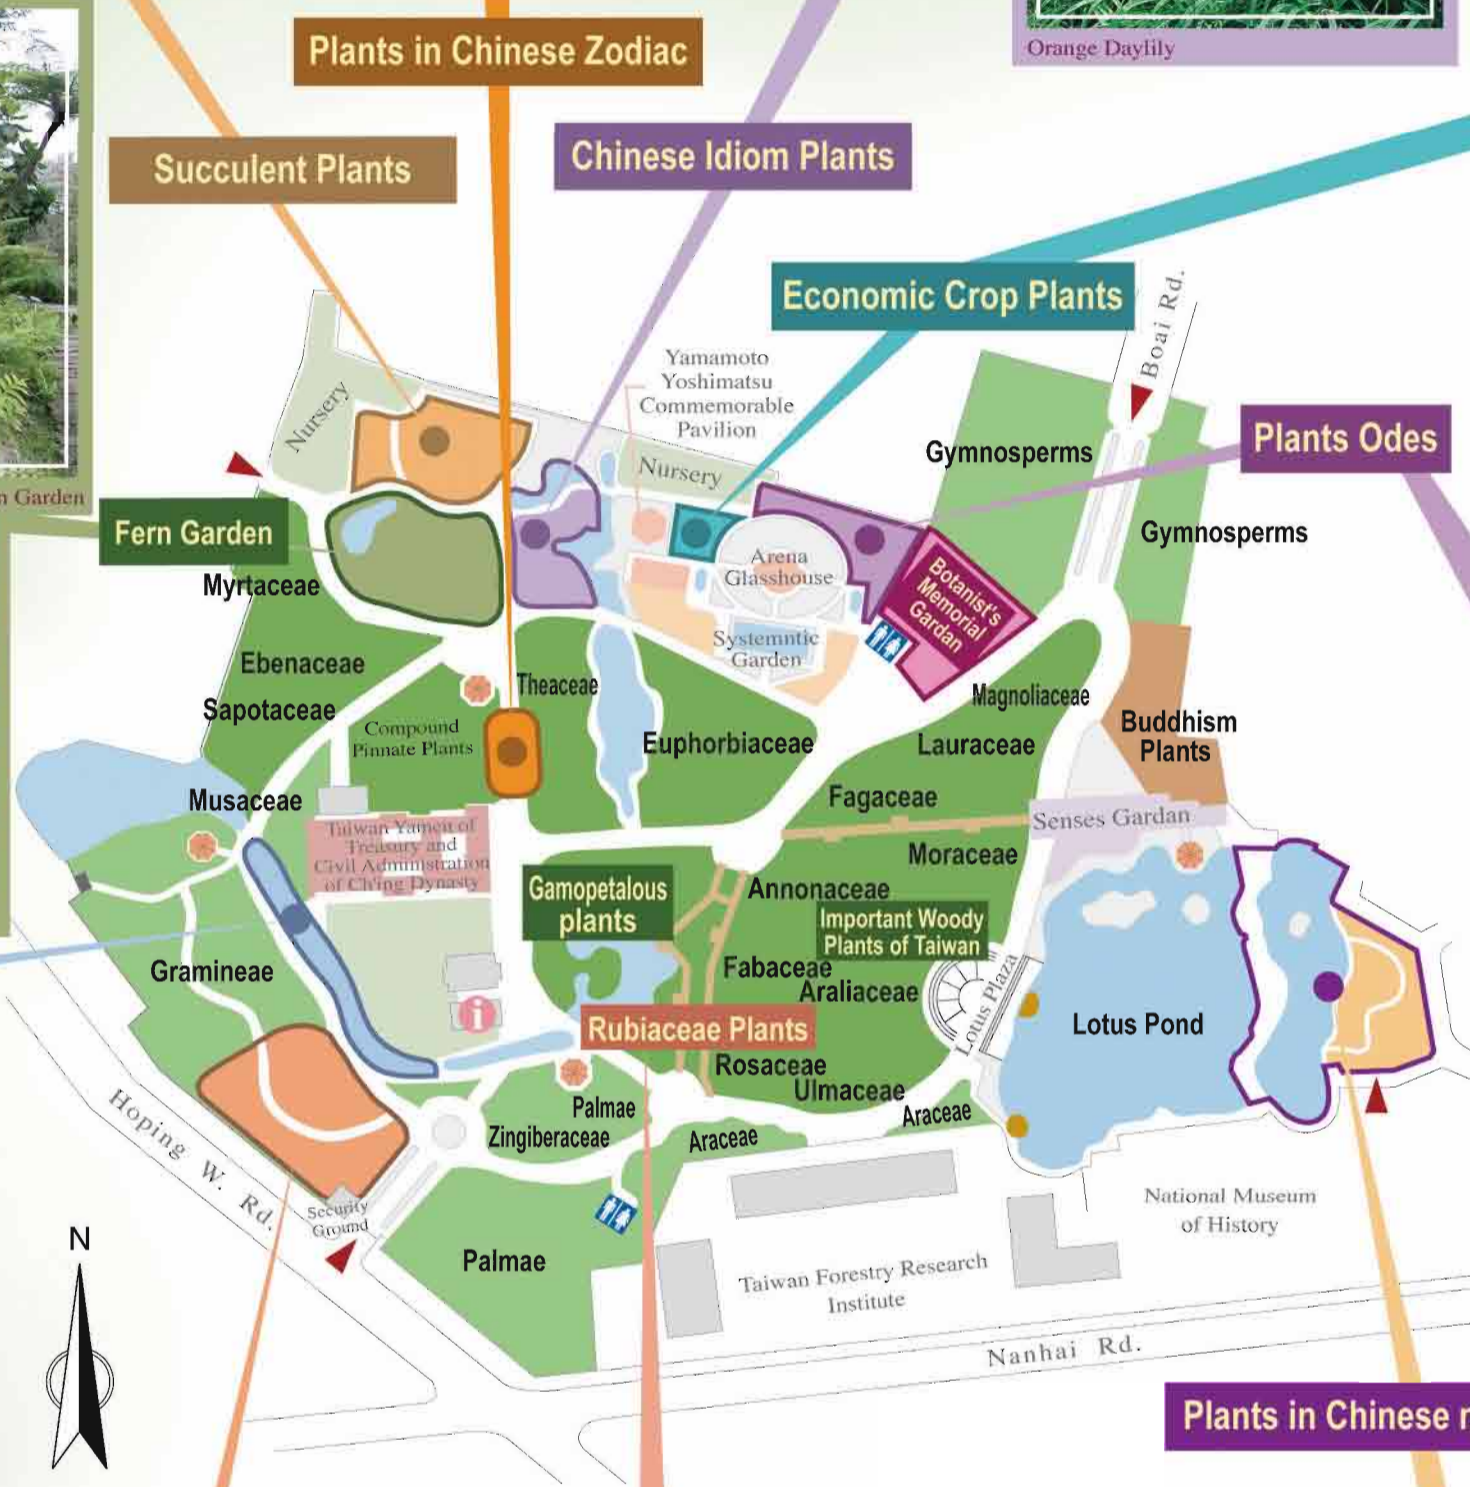 Plants in Chinese Zodiac
Orange Daylily
Succulent Plants
Chinese Idiom Plants
Economic Crop Plants
Boai Rd.
Yamamoto
Yoshimatsu
Commemorable
Pavilion
Nursery
Nursery
Gymnosperms
Plants Odes
Garden
Fern Garden
Gymnosperms
Arena
Glasshouse
Botanist's
Memorial
Gardan
Myrtaceae
Systemntic
Garden
Ebenaceae
Theaceae
Magnoliaceae
Sapotaceae
Compound
Pinnate Plants
Euphorbiaceae
Lauraceae
Buddhism
Plants
Musaceae
Fagaceae
Senses Gardan
Taiwan Yamen of
Treasury and
Civil Administration
of Ch'ing Dynasty
Moraceae
Gamopetalous
plants
Annonaceae
Important Woody
Plants of Taiwan
Gramineae
Fabaceae
Araliaceae
Lotus Plaza
Lotus Pond
i
Rubiaceae Plants
Rosaceae
Ulmaceae
Palmae
Zingiberaceae
Araceae
Araceae
Hoping W. Rd.
Security
Ground
National Museum
of History
N
Palmae
Taiwan Forestry Research
Institute
Nanhai Rd.
Plants in Chinese